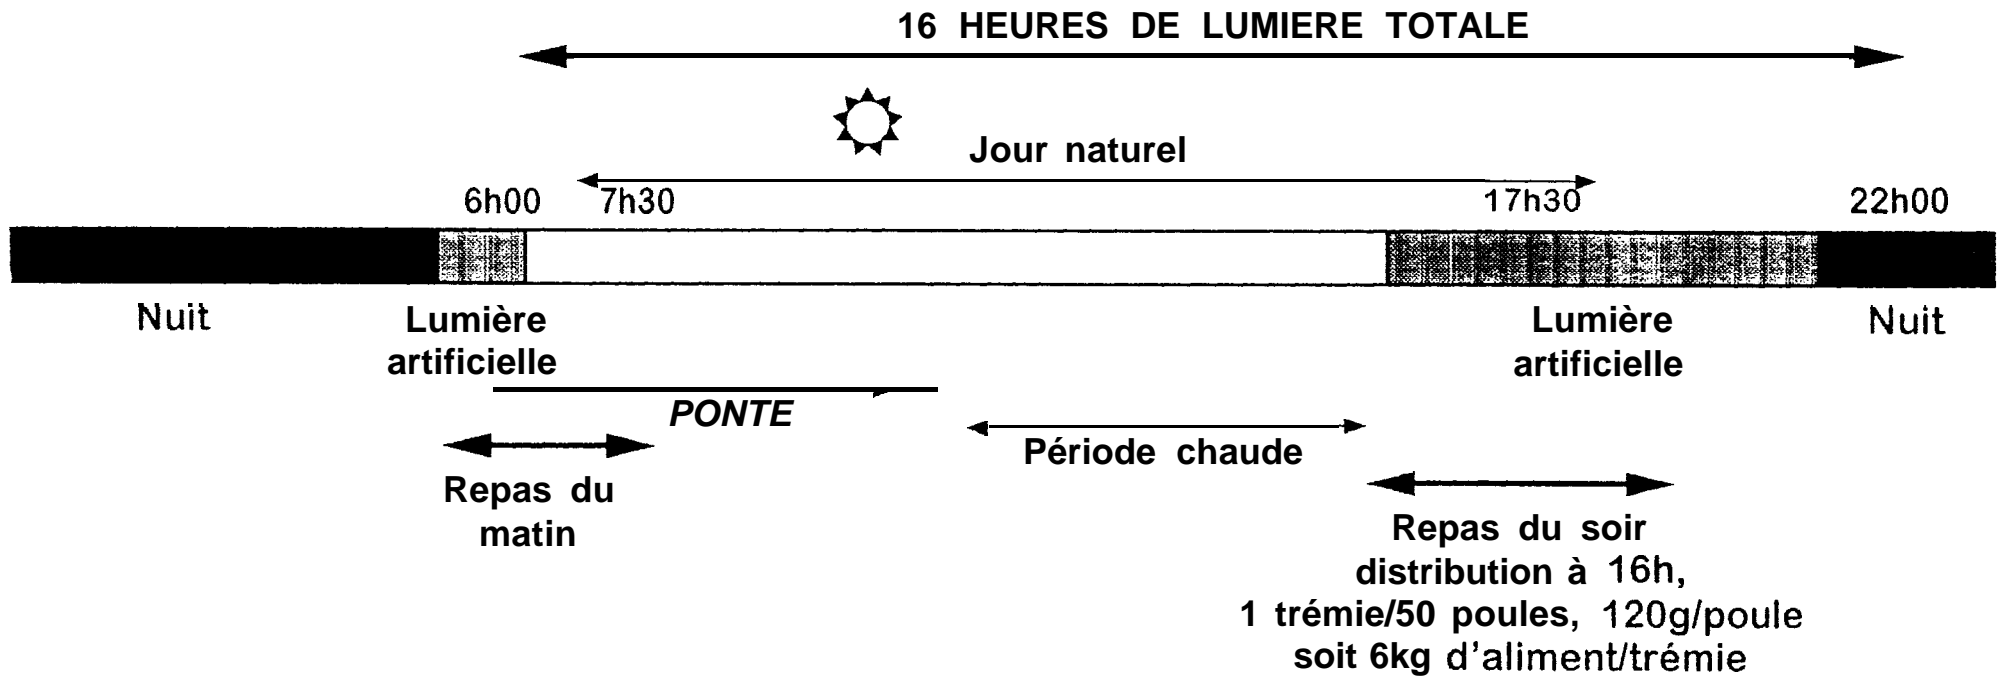 16 HEURES DE LUMIERE TOTALE
Jour naturel
6h00 7h30 17h30 22h00
Nuit Lumière artificielle Lumière artificielle Nuit
PONTE
Période chaude
Repas du
matin
Repas du soir
distribution à 16h,
1 trémie/50 poules, 120g/poule
soit 6kg d'aliment/trémie